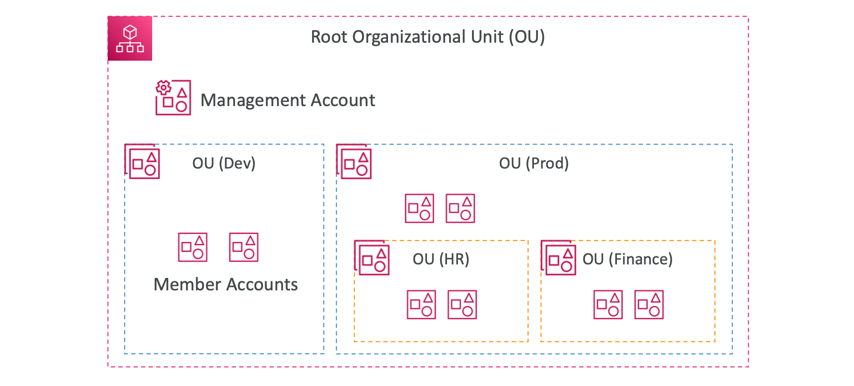 Root Organizational Unit (OU)
Management Account
OU (Dev)
OU (Prod)
Member Accounts
OU (HR)
OU (Finance)